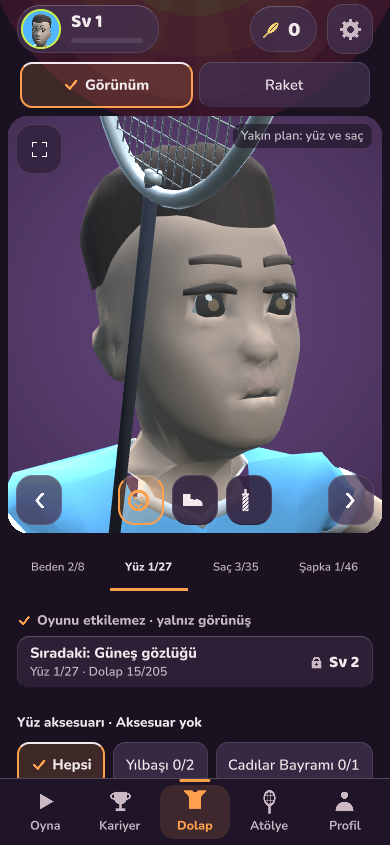 Sv 1
0
Görünüm
Raket
Yakın plan: yüz ve saç
Beden 2/8
Yüz 1/27
Saç 3/35
Şapka 1/46
Oyunu etkilemez · yalnız görünüş
Sıradaki: Güneş gözlüğü
Yüz 1/27 · Dolap 15/205
Sv 2
Yüz aksesuarı · Aksesuar yok
Hepsi
Yılbaşı 0/2
Cadılar Bayramı 0/1
Oyna
Kariyer
Dolap
Atölye
Profil